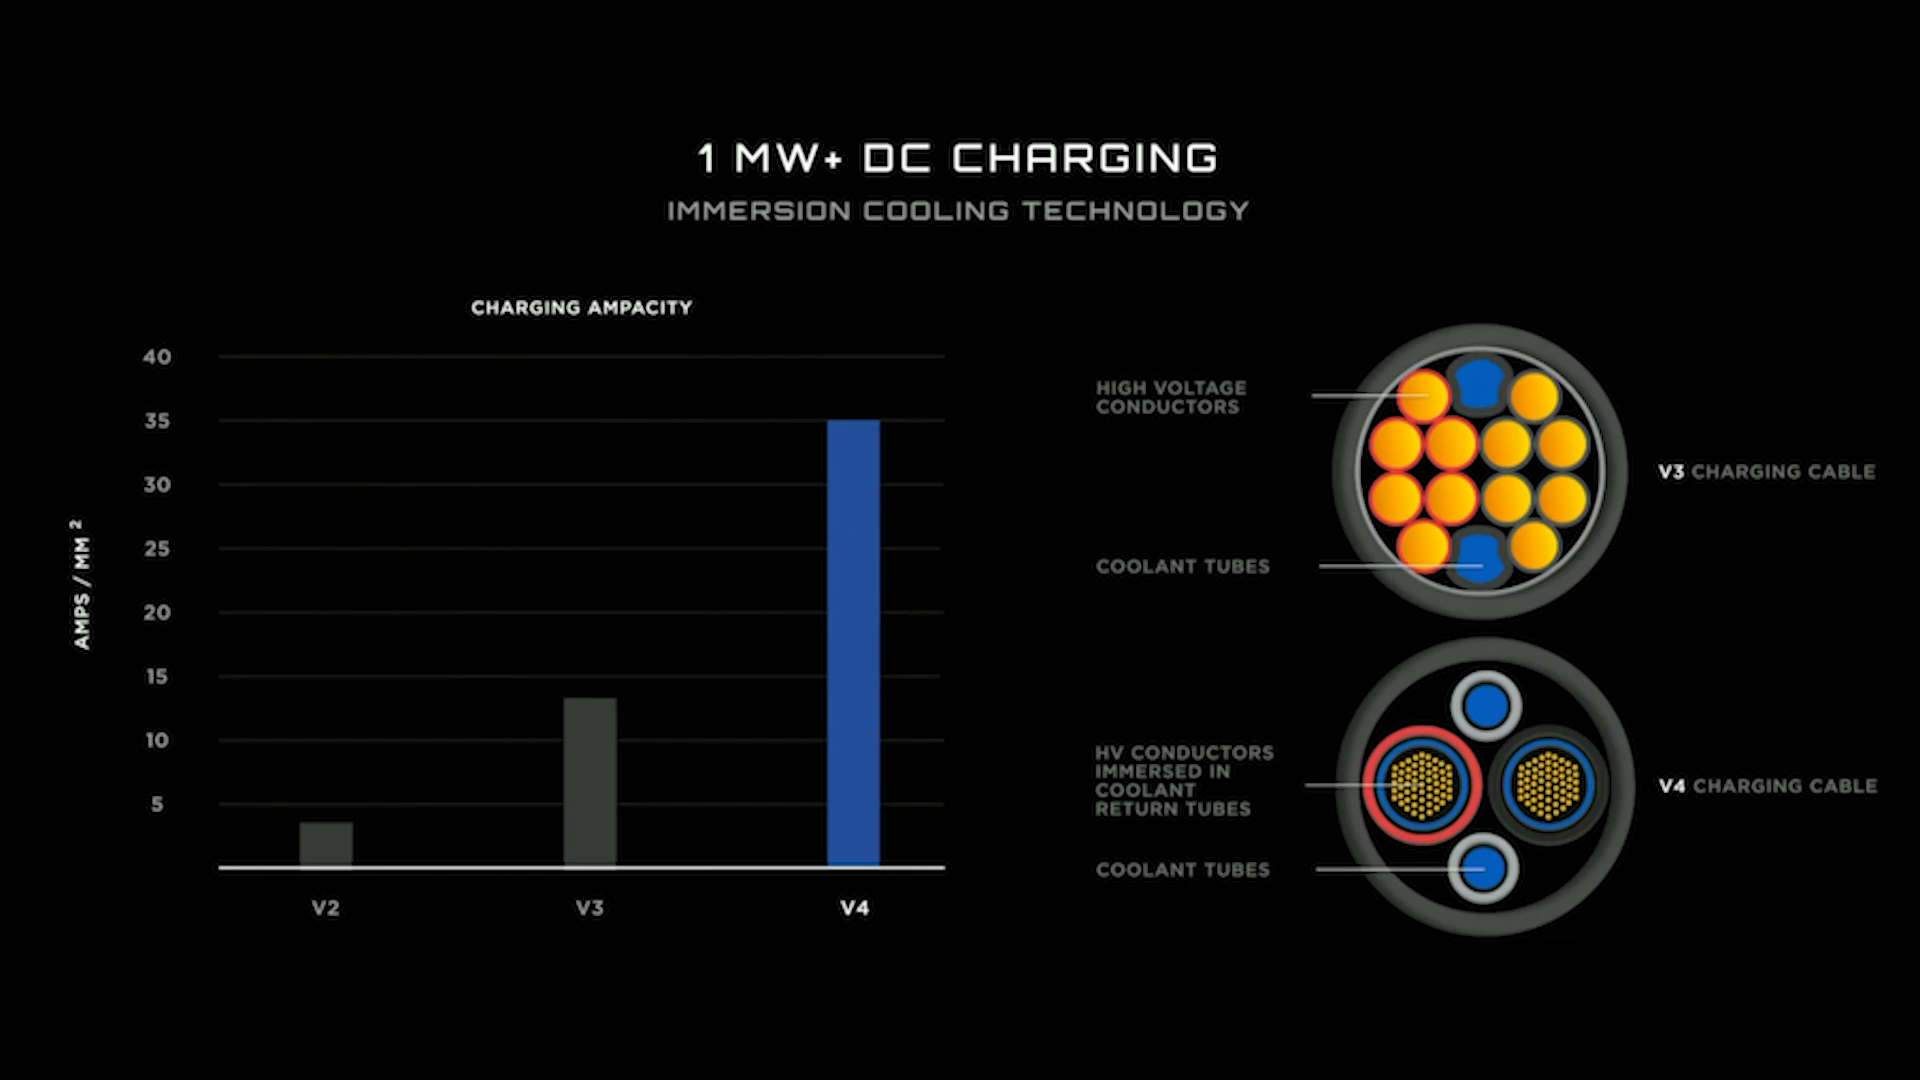 1 MW+ DC CHARGING
IMMERSION COOLING TECHNOLOGY
CHARGING AMPACITY
40
35
30
25
20
15
10
5
AMPS / MM ²
V2
V3
V4
HIGH VOLTAGE
CONDUCTORS
COOLANT TUBES
V3 CHARGING CABLE
HV CONDUCTORS
IMMERSED IN
COOLANT
RETURN TUBES
COOLANT TUBES
V4 CHARGING CABLE